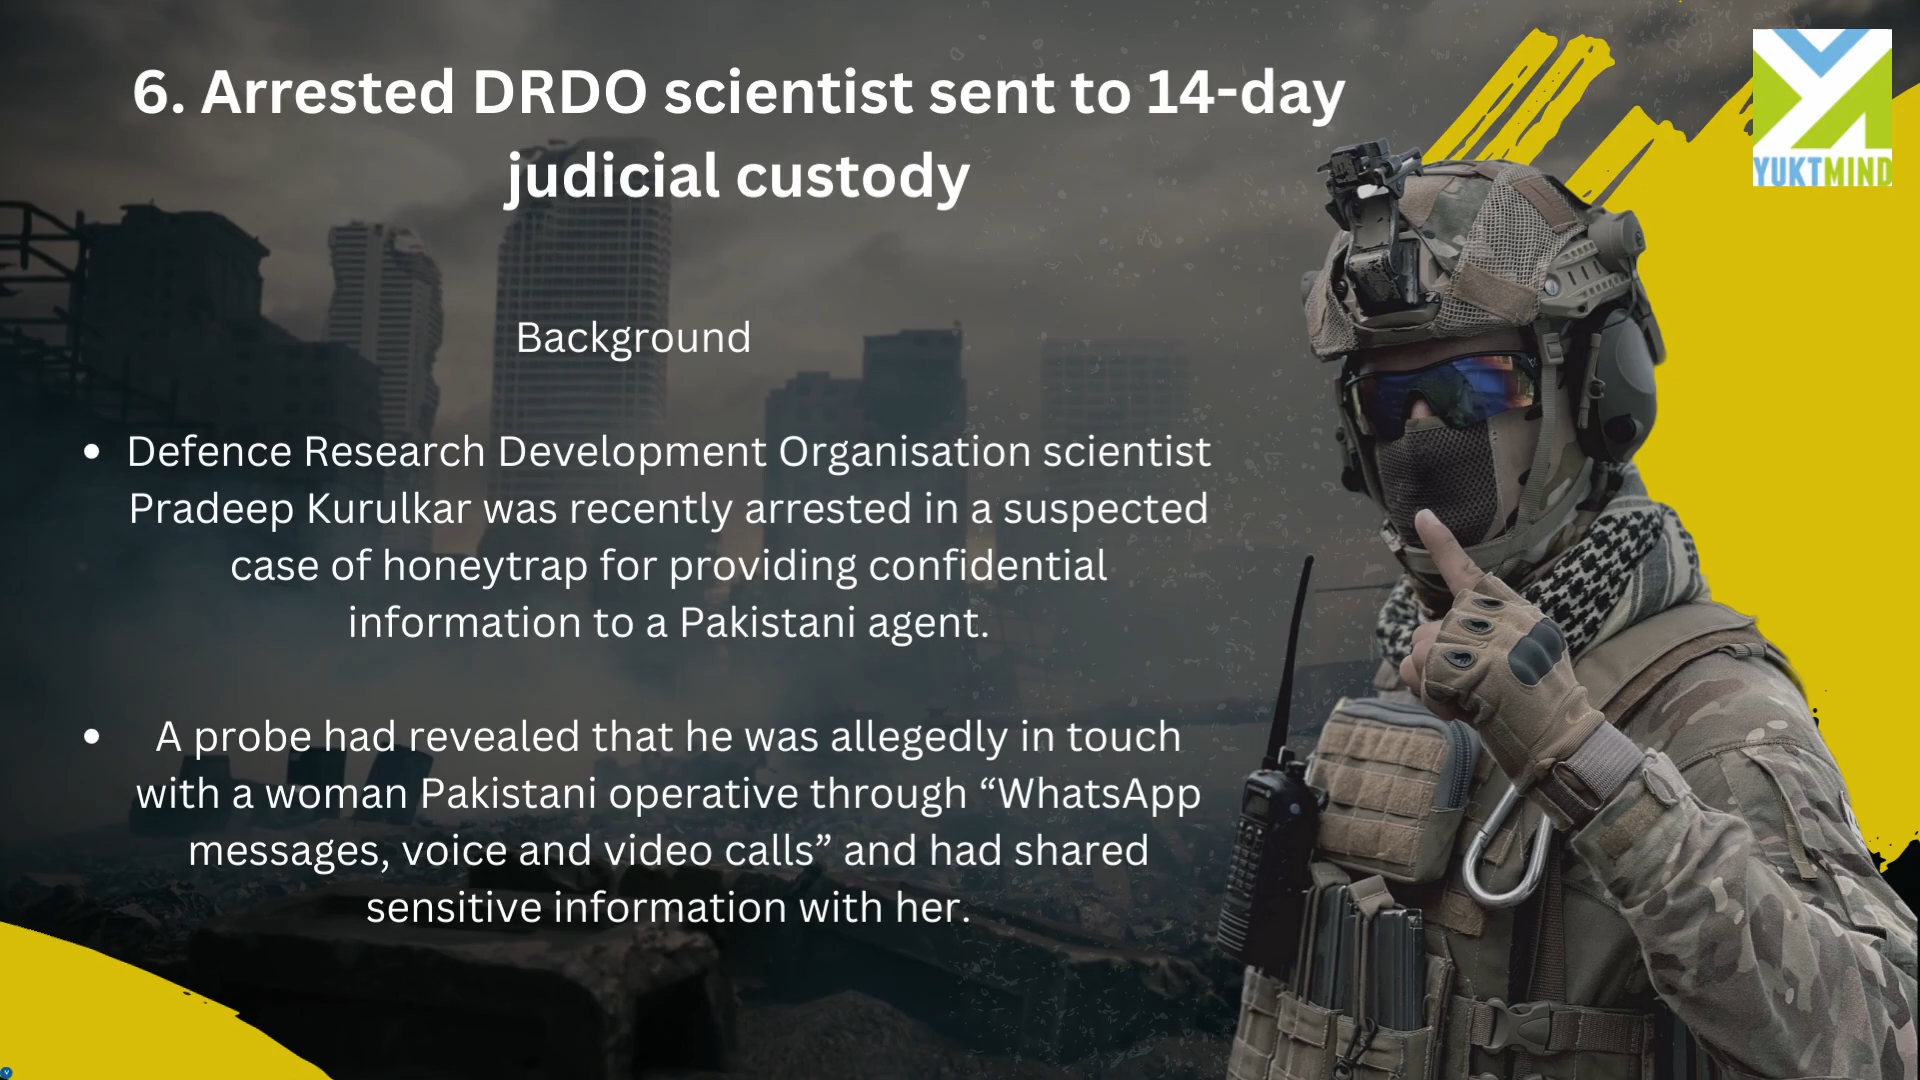 6. Arrested DRDO scientist sent to 14-day
judicial custody
YUKTMIND
Background
• Defence Research Development Organisation scientist
Pradeep Kurulkar was recently arrested in a suspected
case of honeytrap for providing confidential
information to a Pakistani agent.
• A probe had revealed that he was allegedly in touch
with a woman Pakistani operative through “WhatsApp
messages, voice and video calls” and had shared
sensitive information with her.